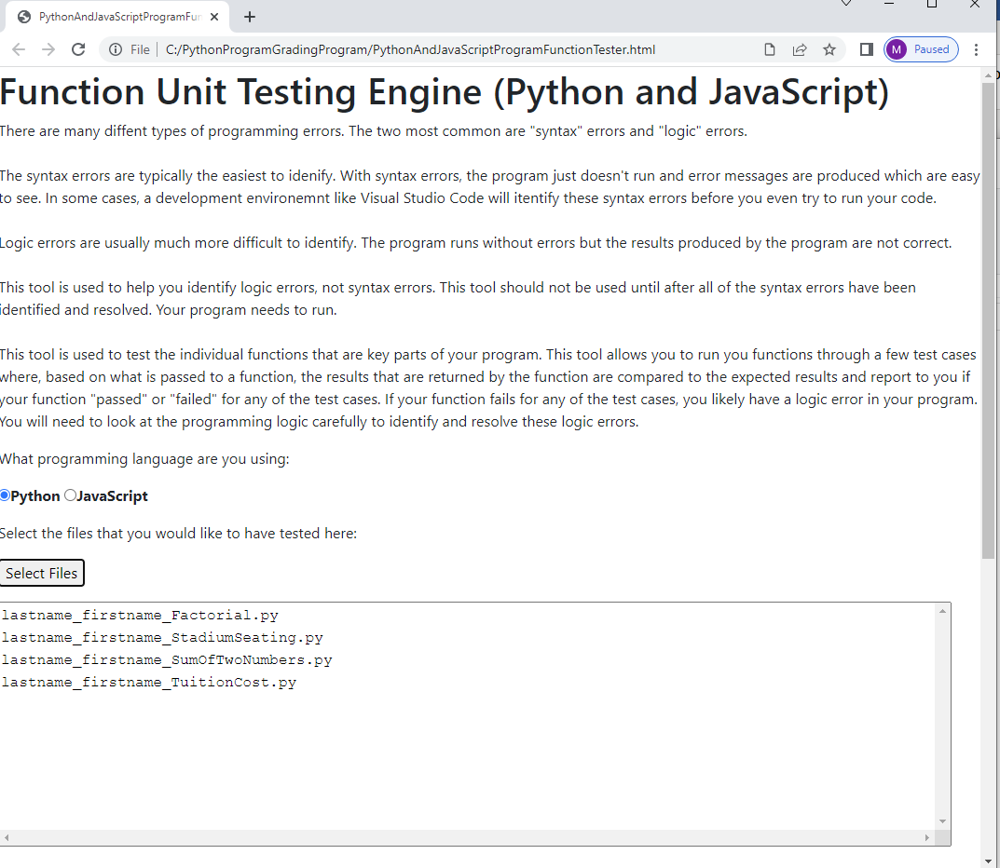 PythonAndJavaScriptProgramFun
File
C:/PythonProgramGradingProgram/PythonAndJavaScriptProgramFunctionTester.html
M Paused
Function Unit Testing Engine (Python and JavaScript)
There are many diffent types of programming errors. The two most common are "syntax" errors and "logic" errors.
The syntax errors are typically the easiest to idenify. With syntax errors, the program just doesn't run and error messages are produced which are easy
to see. In some cases, a development environemnt like Visual Studio Code will itentify these syntax errors before you even try to run your code.
Logic errors are usually much more difficult to identify. The program runs without errors but the results produced by the program are not correct.
This tool is used to help you identify logic errors, not syntax errors. This tool should not be used until after all of the syntax errors have been
identified and resolved. Your program needs to run.
This tool is used to test the individual functions that are key parts of your program. This tool allows you to run you functions through a few test cases
where, based on what is passed to a function, the results that are returned by the function are compared to the expected results and report to you if
your function "passed" or "failed" for any of the test cases. If your function fails for any of the test cases, you likely have a logic error in your program.
You will need to look at the programming logic carefully to identify and resolve these logic errors.
What programming language are you using:
Python JavaScript
Select the files that you would like to have tested here:
Select Files
lastname_firstname_Factorial.py
lastname_firstname_StadiumSeating.py
lastname_firstname_SumOfTwoNumbers.py
lastname_firstname_TuitionCost.py